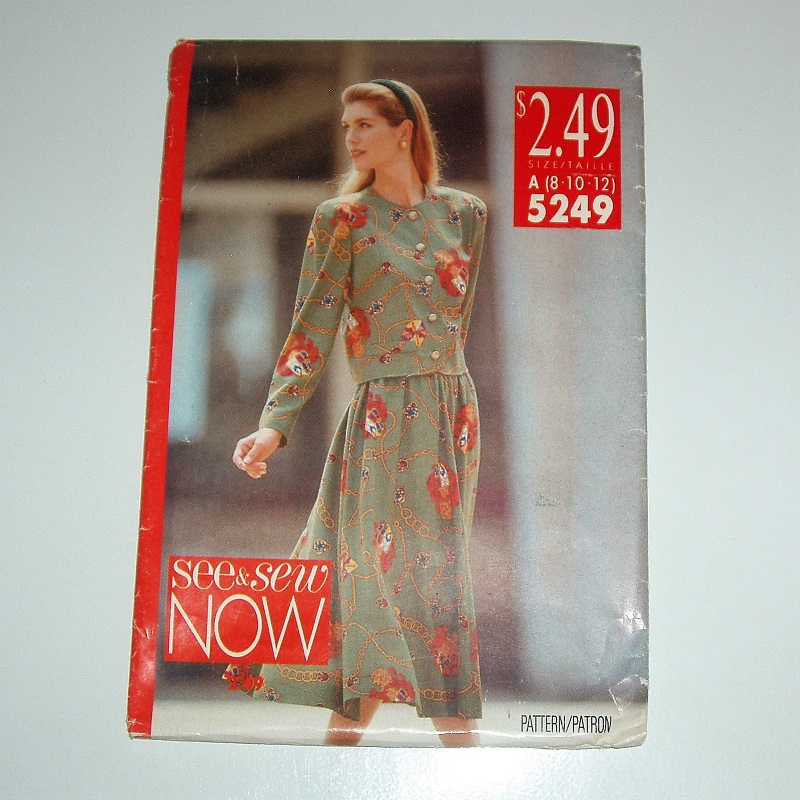 $2.49
SIZE/TAILLE
A (8-10-12)
5249
see & sew
NOW
PATTERN/PATRON